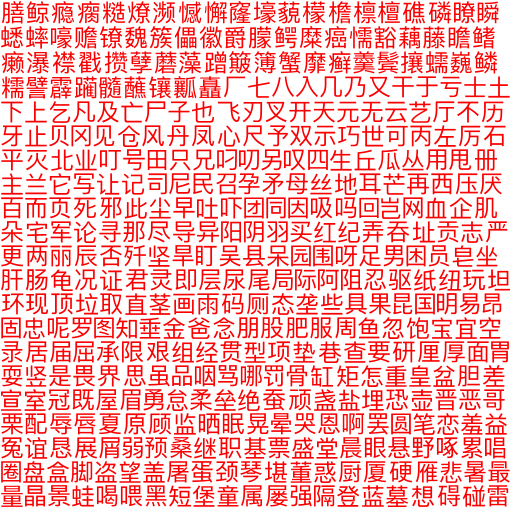 膳鲸瘾瘸糙燎濒憾懈窿壕藐檬檐檩檀礁磷瞭瞬
蟋蟀嚎赡镣魏簇儡徽爵朦鳄糜癌懦豁藕藤瞻鳍
癞瀑襟戳攒孽蘑藻蹭簸薄蟹靡癣羹鬓攘蠕巍鳞
糯譬霹躏髓蘸镶瓤矗厂七八入几乃又干于亏土士
下上乞凡及亡尸子也飞刃叉开天元无云艺厅不历
牙止贝冈见仓风丹凤心尺予双示巧世可丙左厉石
平灭北业叮号田只兄叼叨另叹四生丘瓜丛用甩册
主兰它写让记司尼民召孕矛母丝地耳芒再西压厌
百而页死邪此尘早吐吓团同因吸吗回岂网血企肌
朵宅军论寻那尽导异阳阴羽买红纪弄吞址贡志严
更两丽辰否歼坚旱盯吴县呆园围呀足男困员皂坐
肝肠龟况证君灵即层尿尾局际阿阻忍驱纸纽玩坦
环现顶垃取直茎画雨码厕态垄些具果昆国明易昂
固忠呢罗图知垂金爸念朋股肥服周鱼忽饱宝宜空
录居届屈承限艰组经贯型项垫巷查要研厘厚面胃
耍竖是畏界思虽品咽骂哪罚骨缸矩怎重皇盆胆差
宣室冠既屋眉勇怠柔垒绝蚕顽盏盐埋恐壶晋恶哥
乘配辱唇夏原顾监晒眠晃晕哭恩啊罢圆笔恋羞益
冤谊恳展屑弱预桑继职基票盛堂晨眼悬野啄累唱
圈盘盒脚盗望盖屠蛋颈琴堪董惑厨厦硬雁悲暑最
量晶景蛙喝喂黑短堡童属屡强隔登蓝墓想碍碰雷